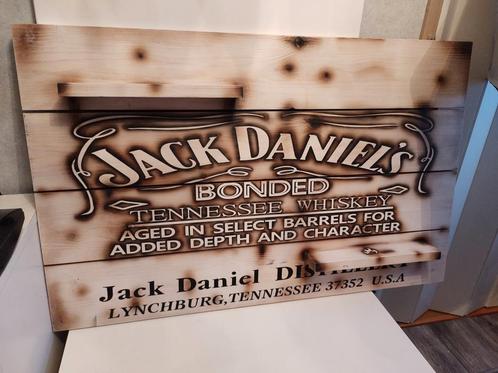 JACK DANIEL'S
BONDED
TENNESSEE WHISKEY
AGED IN SELECT BARRELS FOR
ADDED DEPTH AND CHARACTER
Jack Daniel DISTILLERY
LYNCHBURG, TENNESSEE 37352 U.S.A